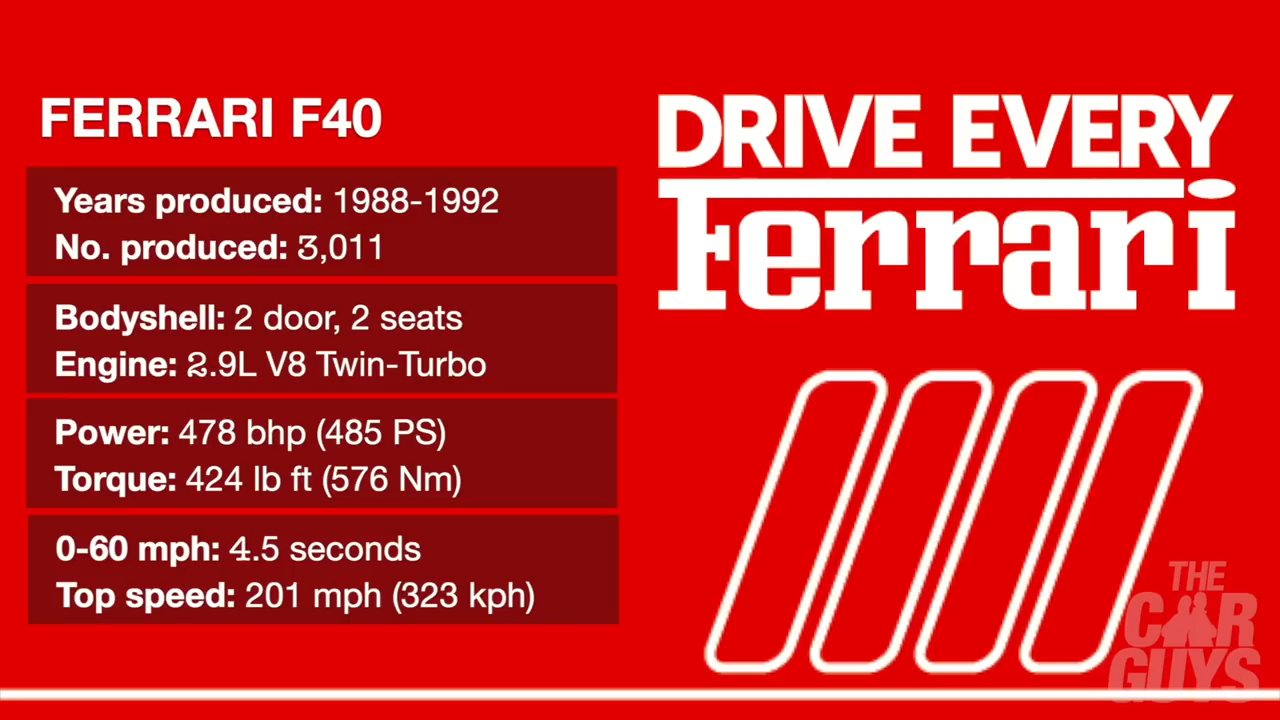 FERRARI F40
Years produced: 1988-1992
No. produced: 3,011
Bodyshell: 2 door, 2 seats
Engine: 2.9L V8 Twin-Turbo
Power: 478 bhp (485 PS)
Torque: 424 lb ft (576 Nm)
0-60 mph: 4.5 seconds
Top speed: 201 mph (323 kph)
DRIVE EVERY
Ferrari
THE
CAR
GUYS